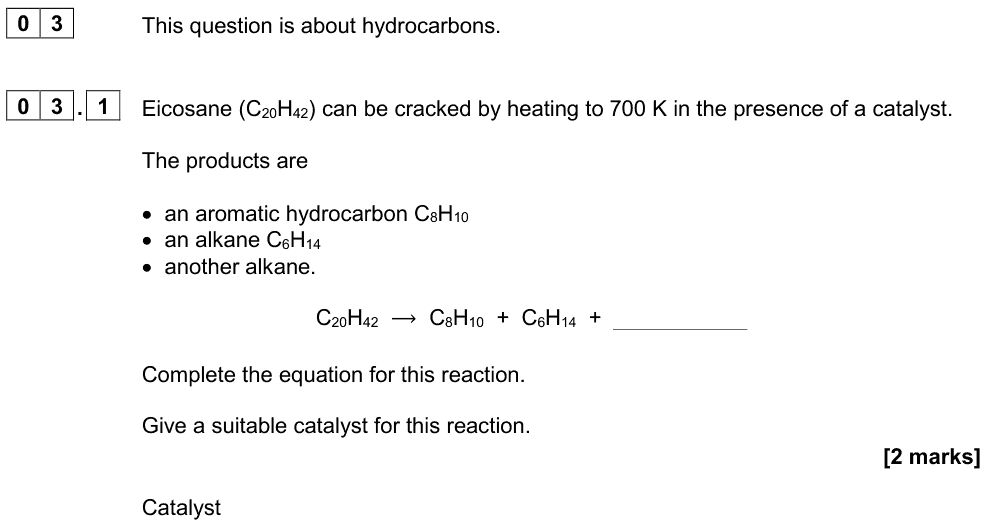 0 3 This question is about hydrocarbons.
0 3 . 1 Eicosane (C₂₀H₄₂) can be cracked by heating to 700 K in the presence of a catalyst.
The products are
• an aromatic hydrocarbon C₈H₁₀
• an alkane C₆H₁₄
• another alkane.
C₂₀H₄₂ ⟶ C₈H₁₀ + C₆H₁₄ + ___________
Complete the equation for this reaction.
Give a suitable catalyst for this reaction.
[2 marks]
Catalyst